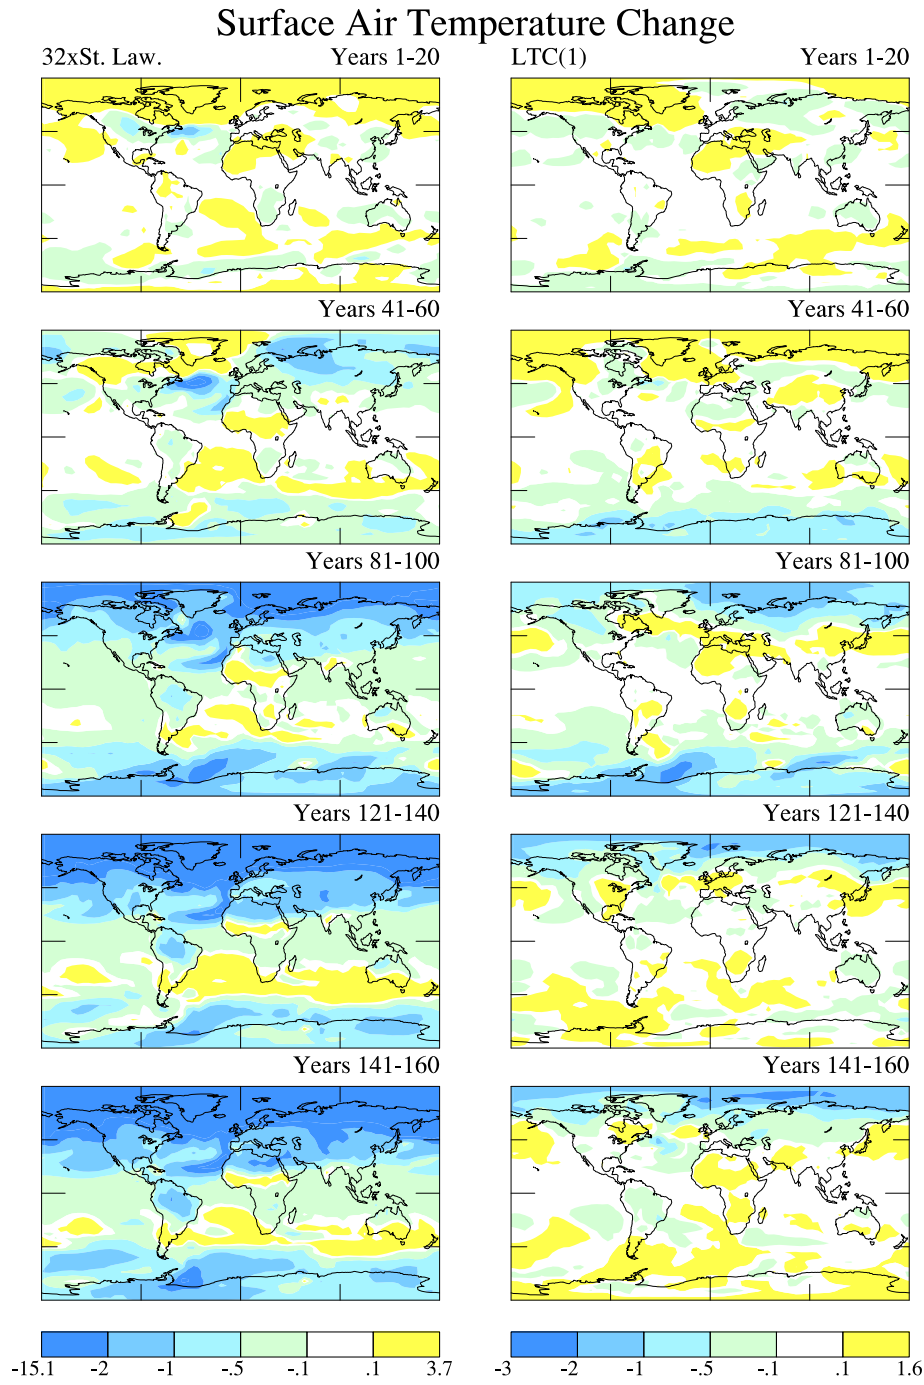 Surface Air Temperature Change
32xSt. Law. Years 1-20 LTC(1) Years 1-20
Years 41-60 Years 41-60
Years 81-100 Years 81-100
Years 121-140 Years 121-140
Years 141-160 Years 141-160
-15.1 -2 -1 -.5 -.1 .1 3.7 -3 -2 -1 -.5 -.1 .1 1.6